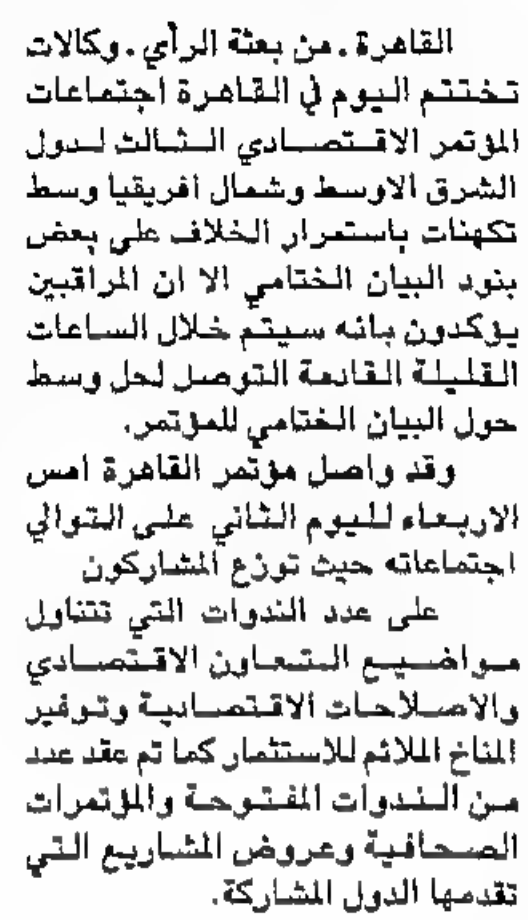 القاهرة . من بعثة الرأي . وكالات
تختتم اليوم في القاهرة اجتماعات
المؤتمر الاقتصادي الثالث لدول
الشرق الاوسط وشمال افريقيا وسط
تكهنات باستمرار الخلاف على بعض
بنود البيان الختامي الا ان المراقبين
يؤكدون بانه سيتم خلال الساعات
القليلة القادمة التوصل لحل وسط
حول البيان الختامي للمؤتمر.
وقد واصل مؤتمر القاهرة امس
الاربعاء لليوم الثاني على التوالي
اجتماعاته حيث توزع المشاركون
على عدد الندوات التي تتناول
مواضيع التعاون الاقتصادي
والاصلاحات الاقتصادية وتوفير
المناخ الملائم للاستثمار كما تم عقد عدد
من الندوات المفتوحة والمؤتمرات
الصحافية وعروض المشاريع التي
تقدمها الدول المشاركة.